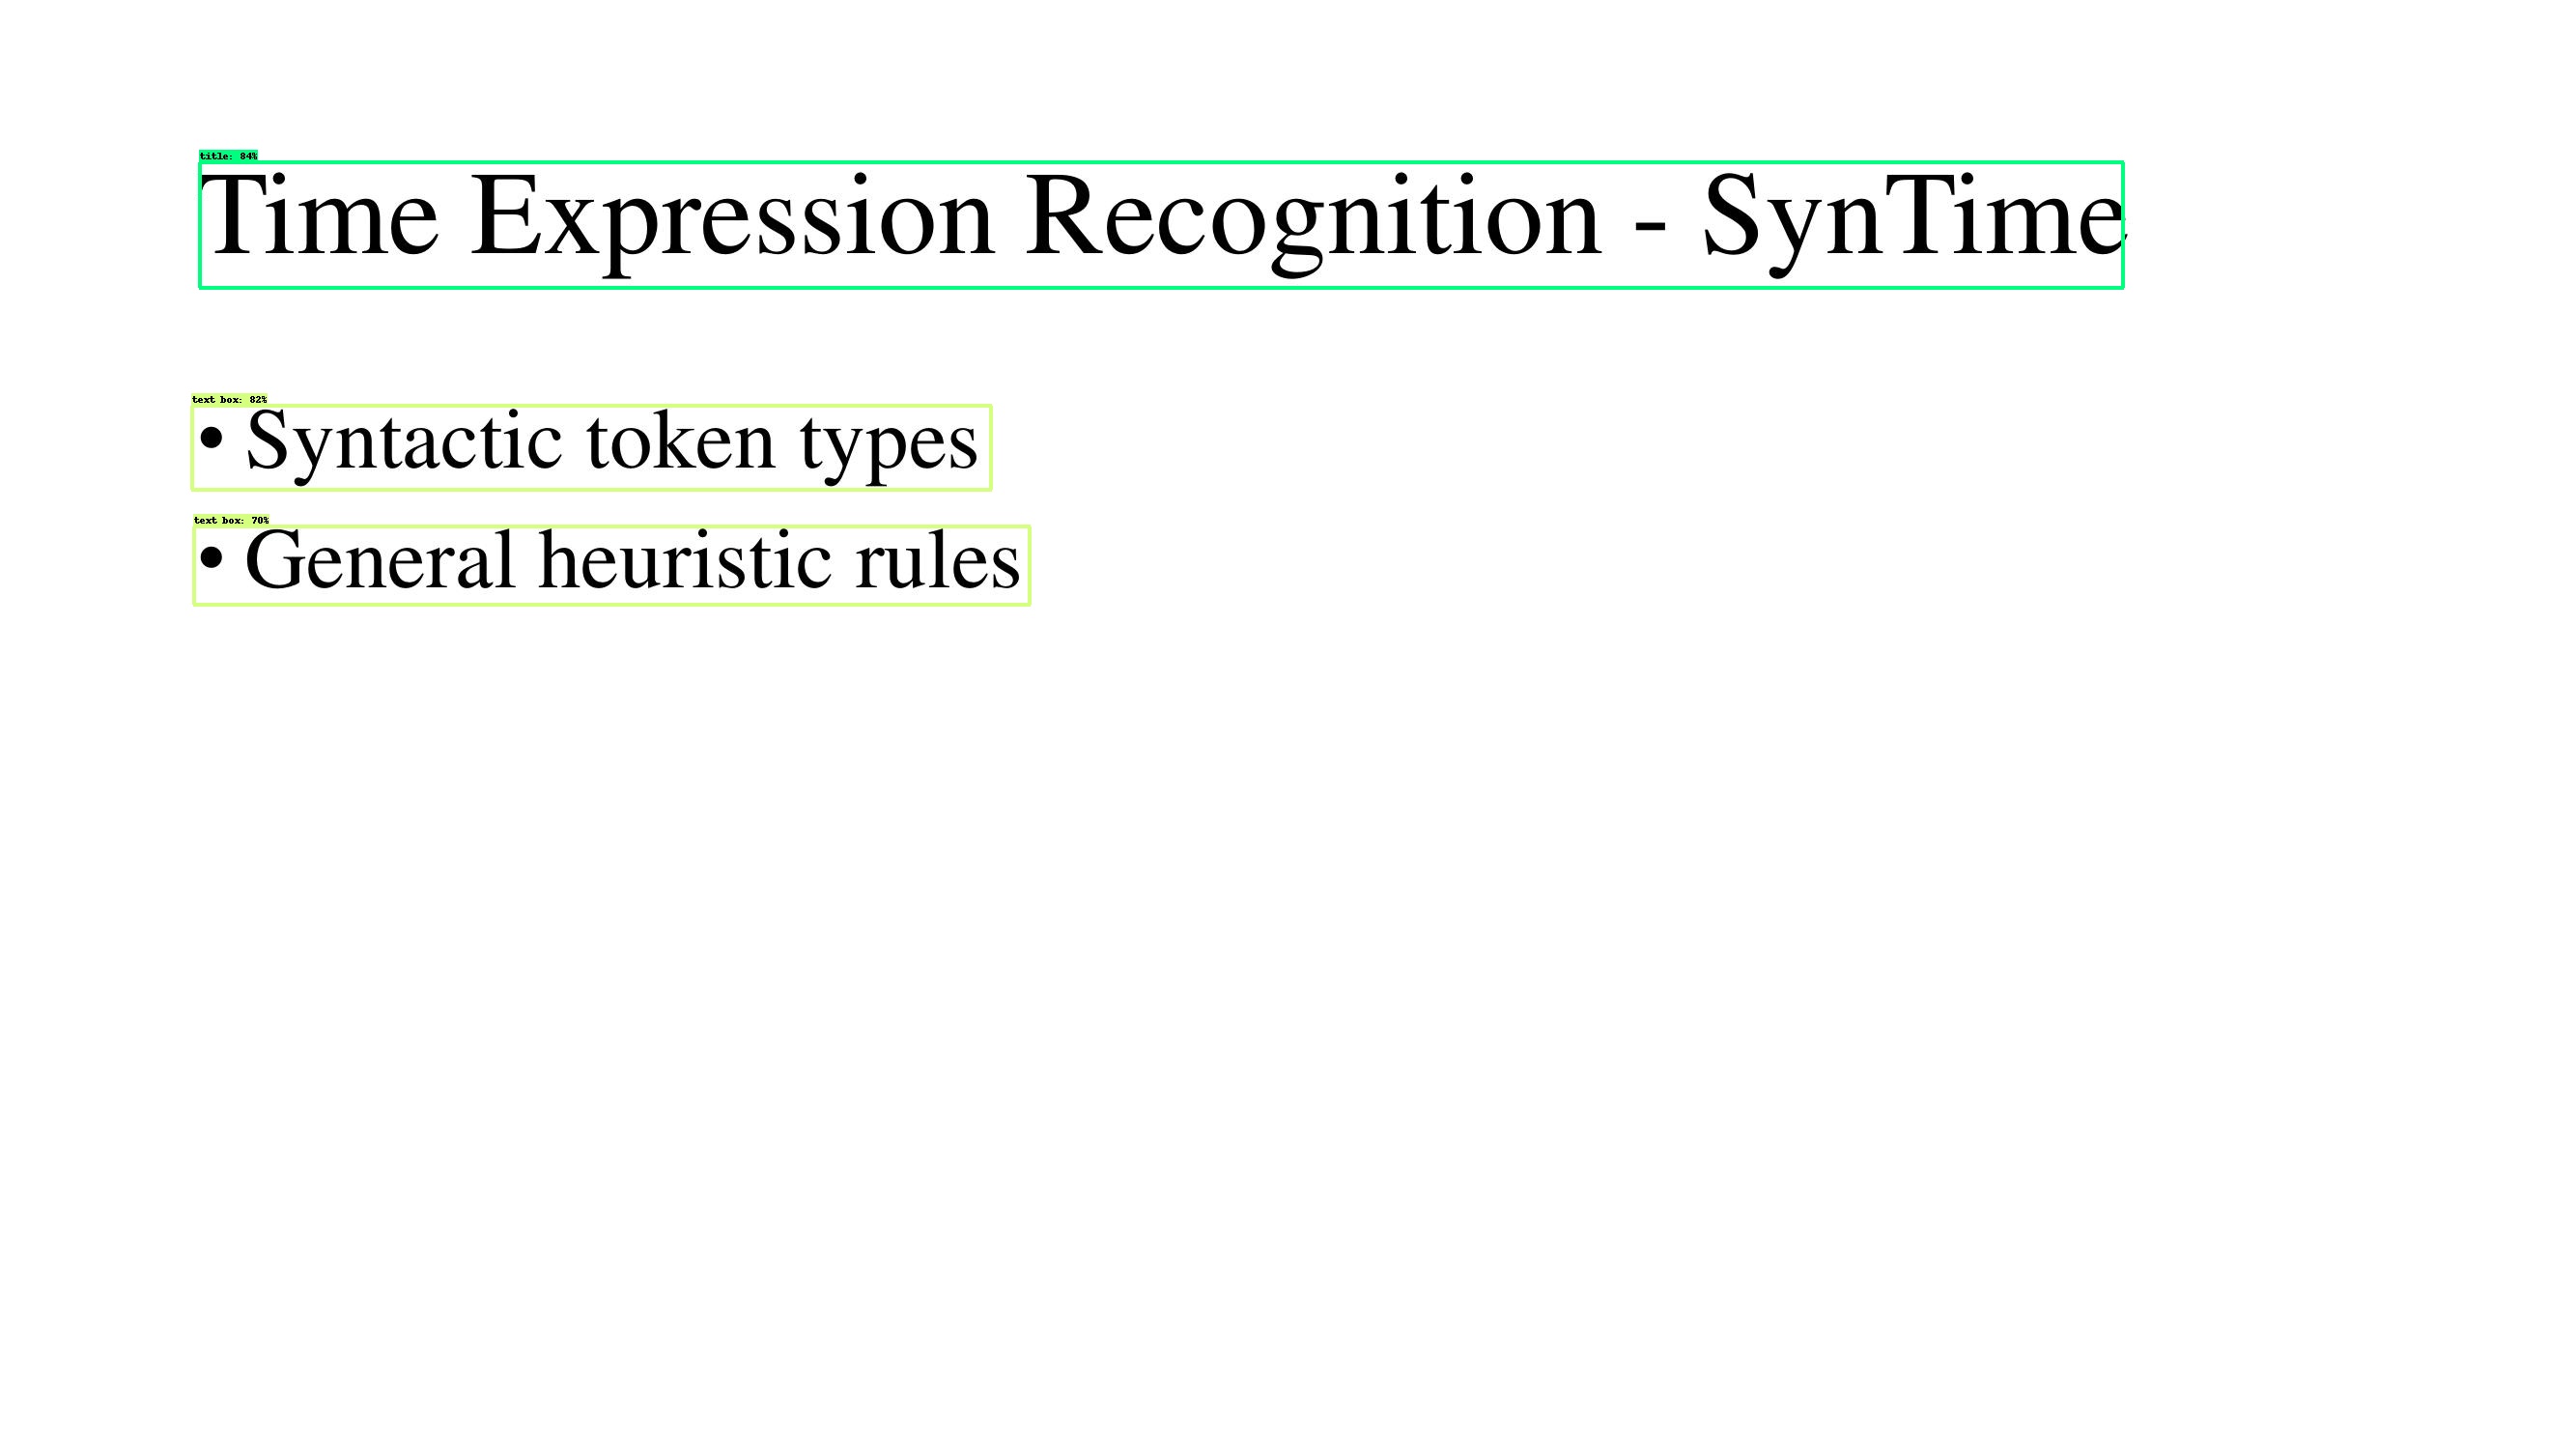 title: 84%
Time Expression Recognition - SynTime
text box: 82%
• Syntactic token types
text box: 70%
• General heuristic rules